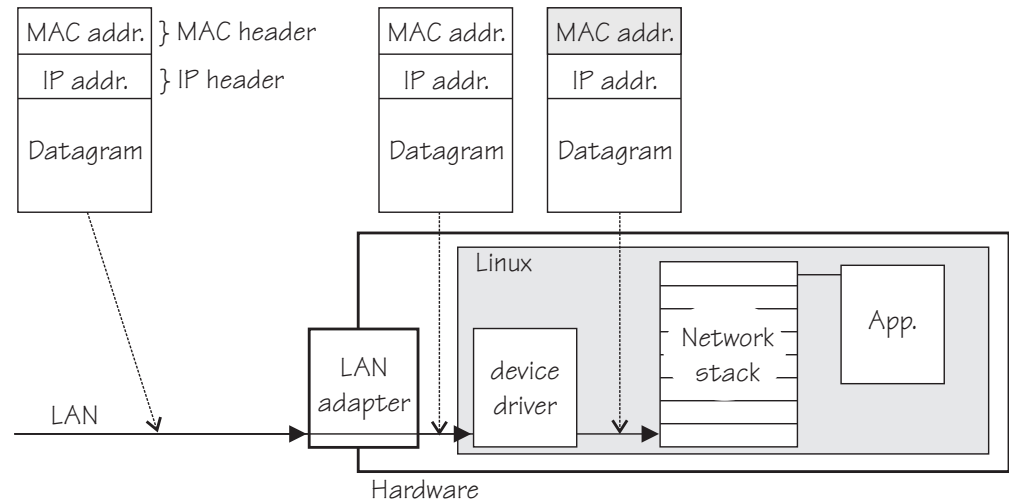 MAC addr. } MAC header
IP addr. } IP header
Datagram
MAC addr.
IP addr.
Datagram
MAC addr.
IP addr.
Datagram
Linux
LAN
LAN
adapter
device
driver
Network
stack
App.
Hardware